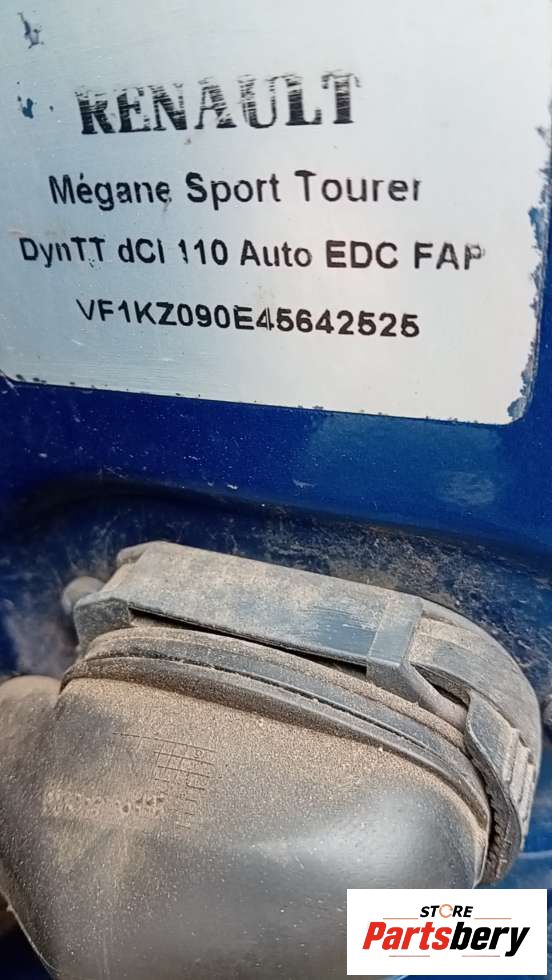 RENAULT
Mégane Sport Tourer
DynTT dCi 110 Auto EDC FAP
VF1KZ090E45642525
STORE
Partsbery